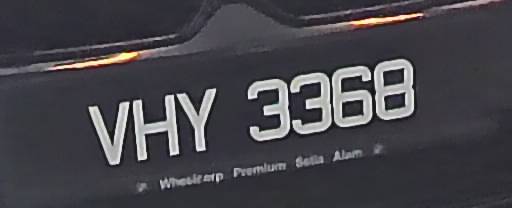 VHY 3368
Wheelcorp Premium Setia Alam